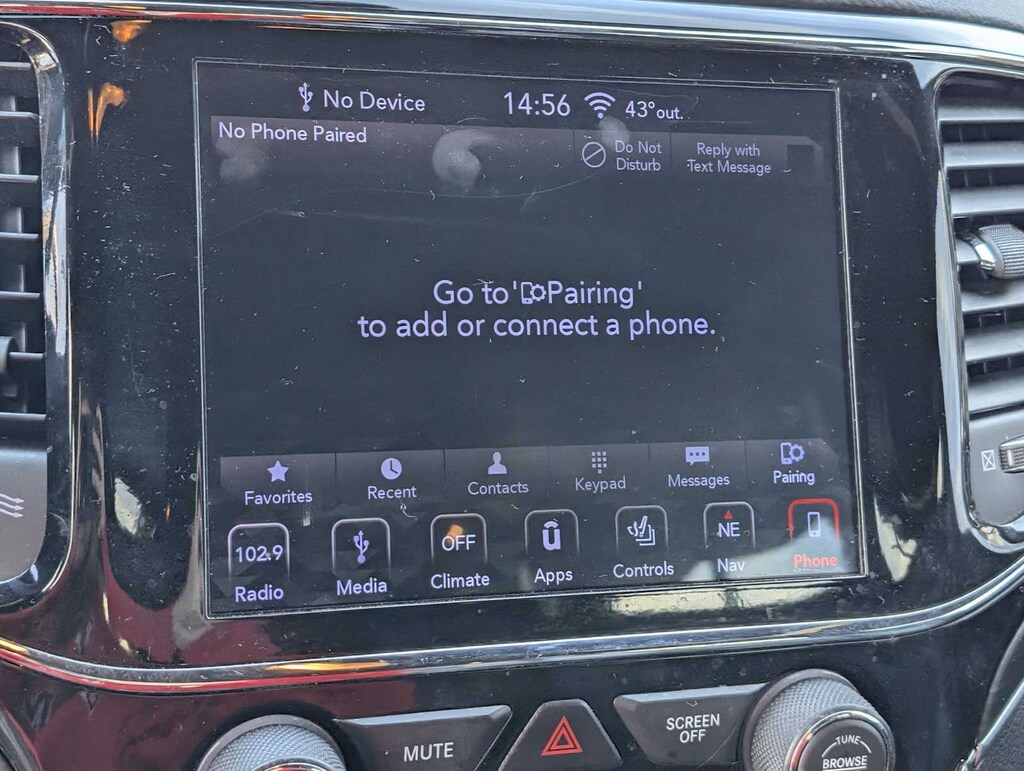 No Device 14:56 43° out.
No Phone Paired
Do Not
Disturb
Reply with
Text Message
Go to 'Pairing'
to add or connect a phone.
Favorites Recent Contacts Keypad Messages Pairing
102.9 OFF NE
Radio Media Climate Apps Controls Nav Phone
MUTE
SCREEN
OFF
TUNE
BROWSE